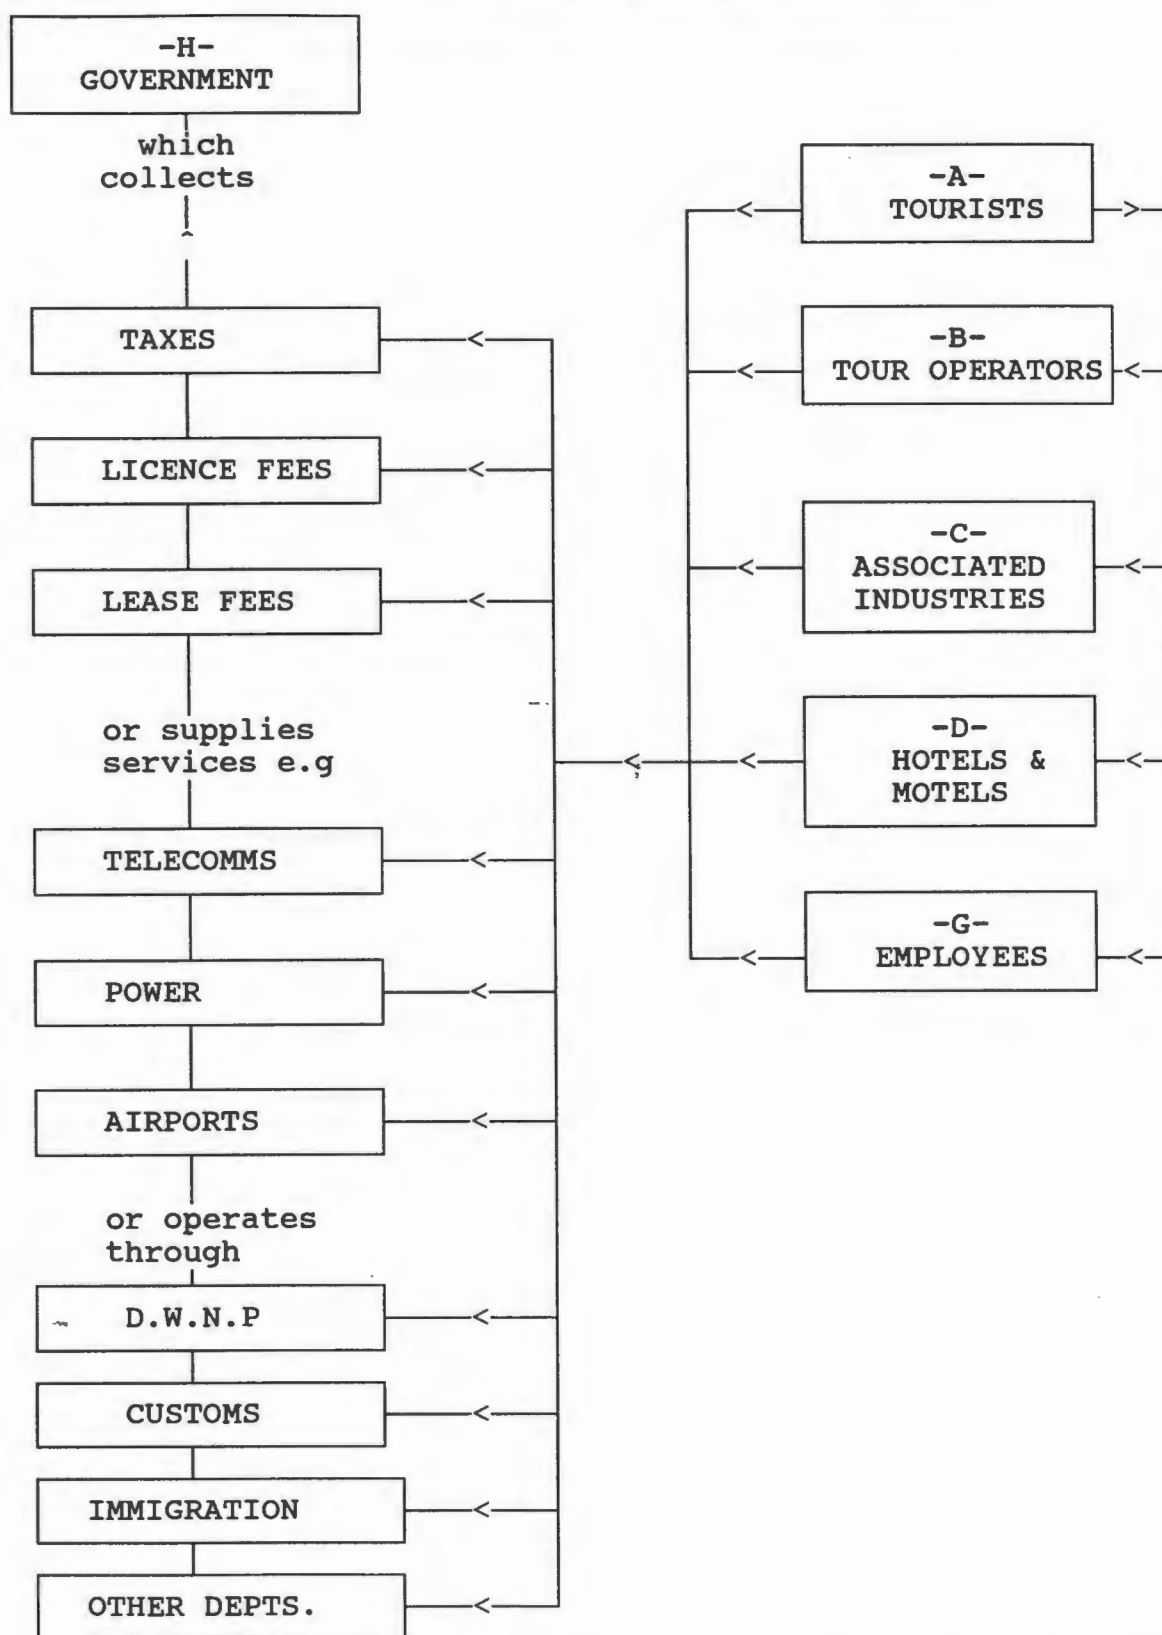 -H-
GOVERNMENT
which
collects
TAXES
LICENCE FEES
LEASE FEES
or supplies
services e.g
TELECOMMS
POWER
AIRPORTS
or operates
through
D.W.N.P
CUSTOMS
IMMIGRATION
OTHER DEPTS.
-A-
TOURISTS
-B-
TOUR OPERATORS
-C-
ASSOCIATED
INDUSTRIES
-D-
HOTELS &
MOTELS
-G-
EMPLOYEES